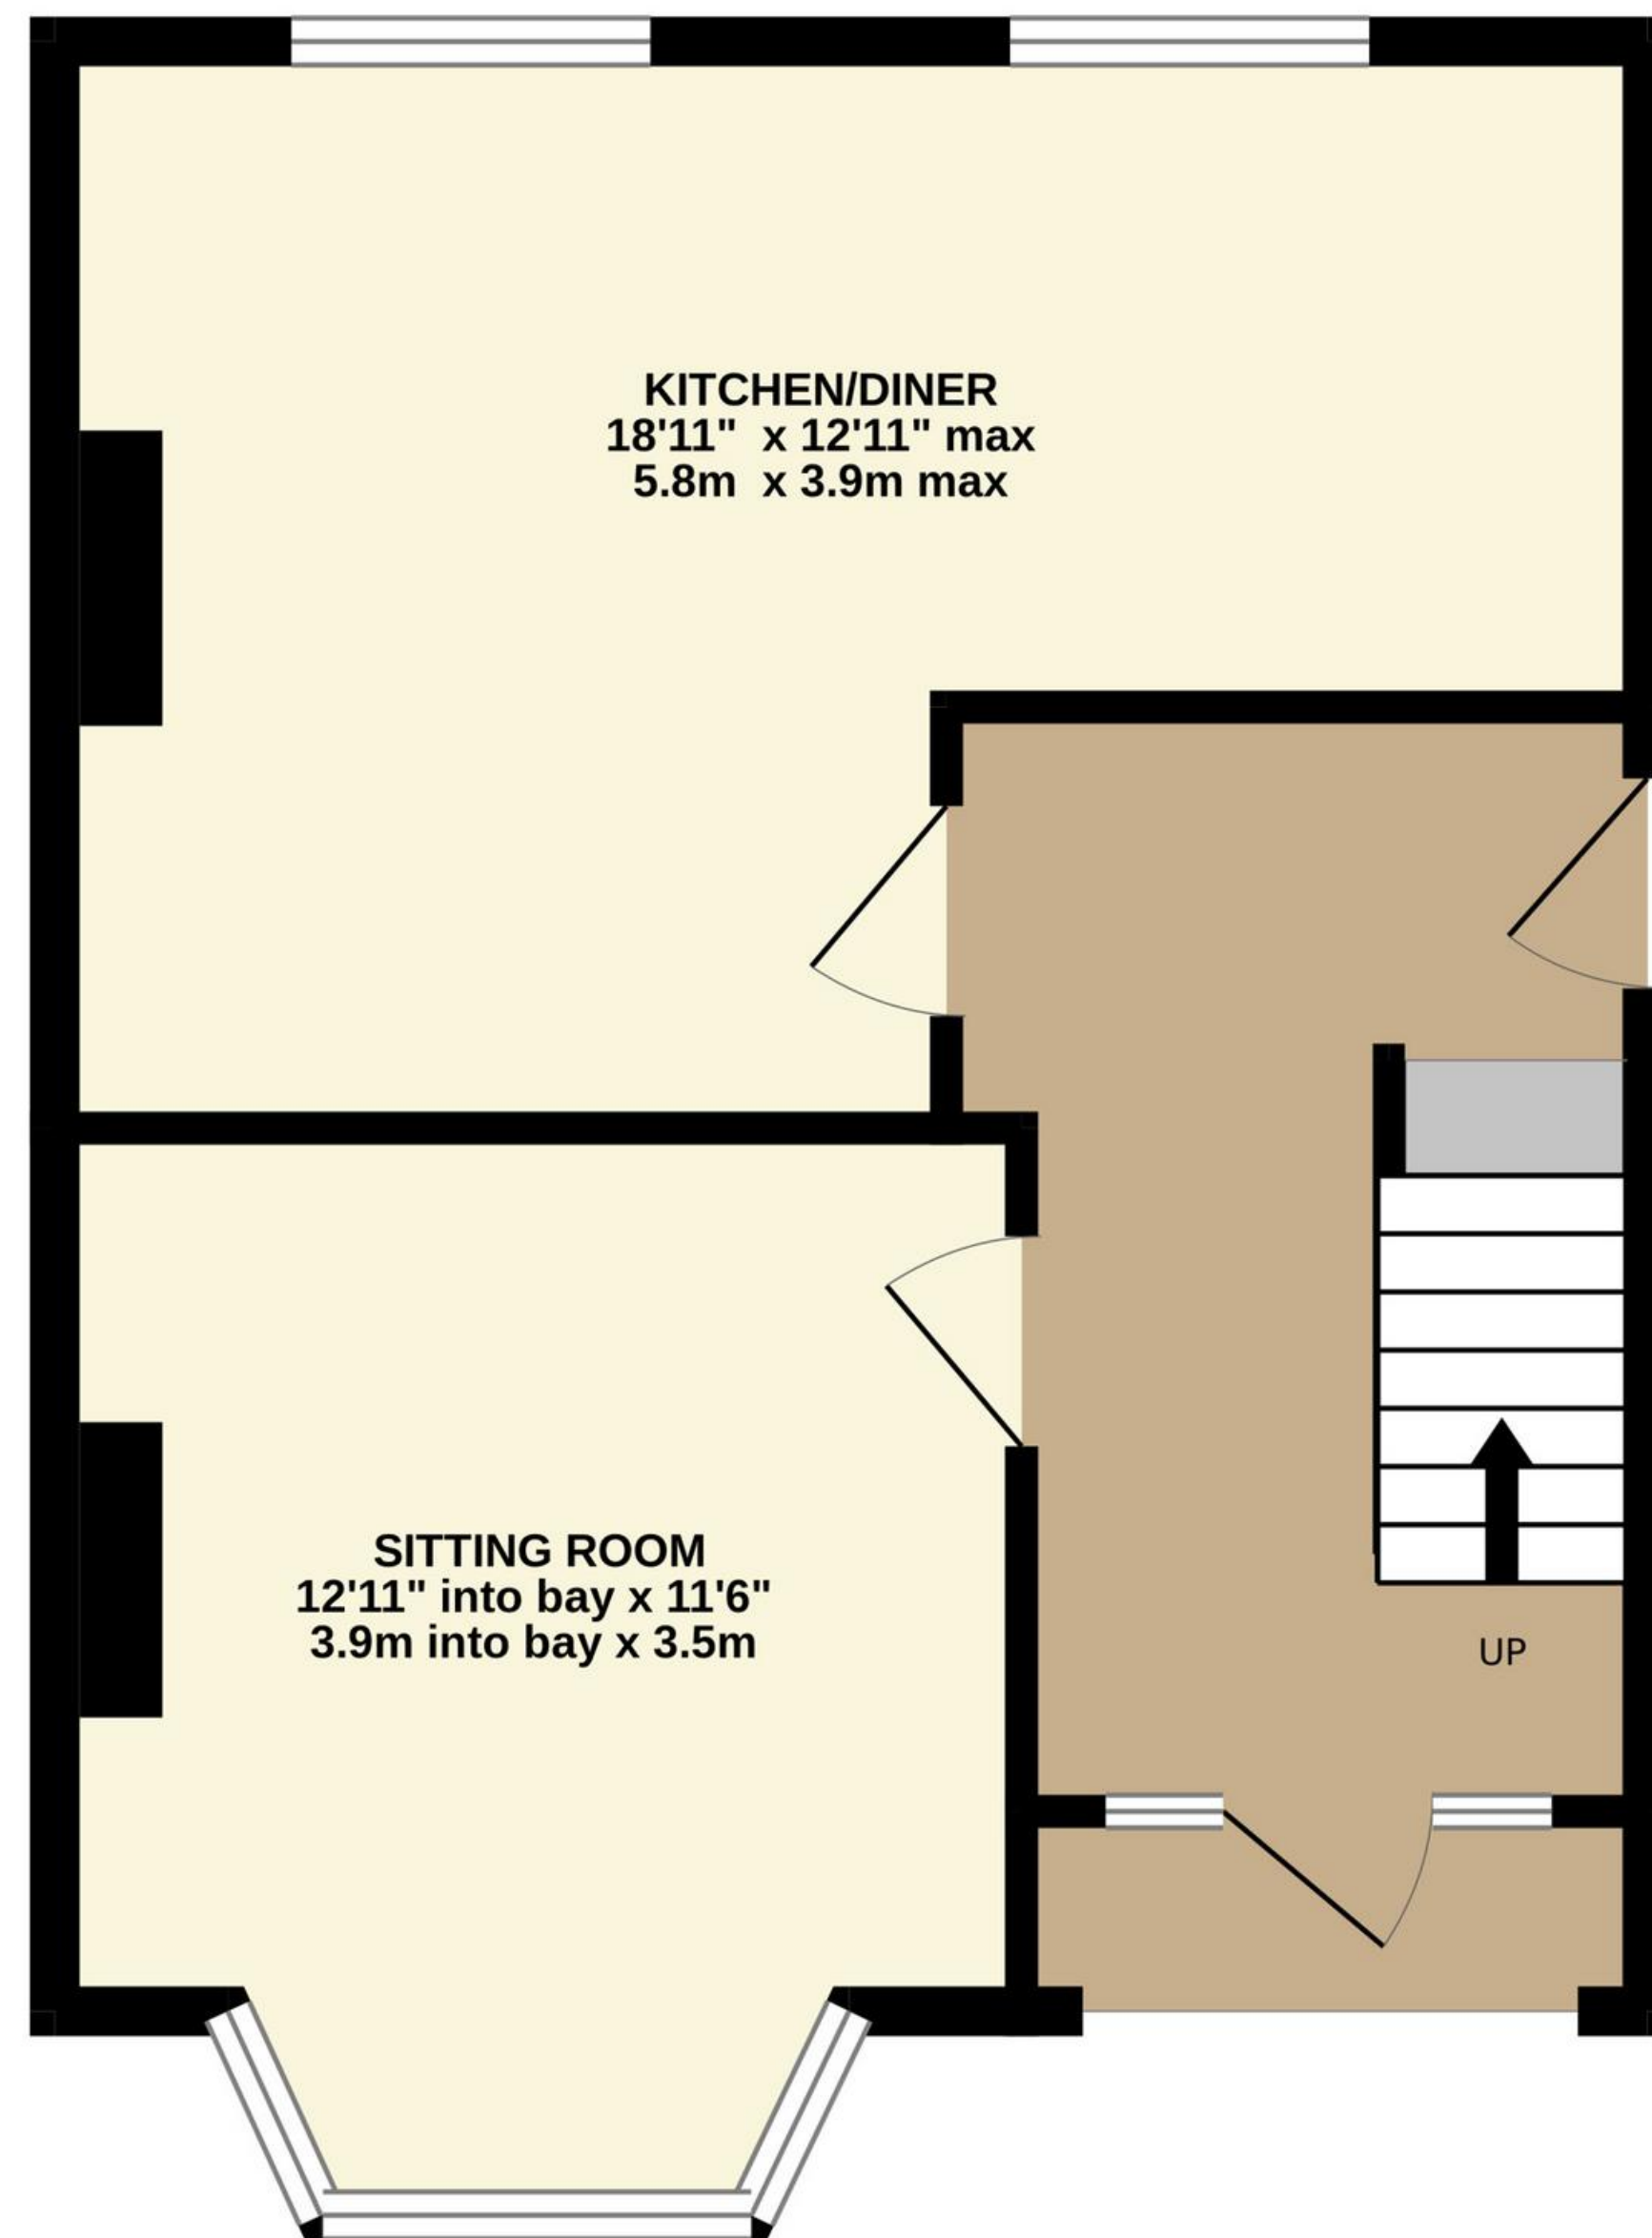 KITCHEN/DINER
18'11" x 12'11" max
5.8m x 3.9m max
SITTING ROOM
12'11" into bay x 11'6"
3.9m into bay x 3.5m
UP